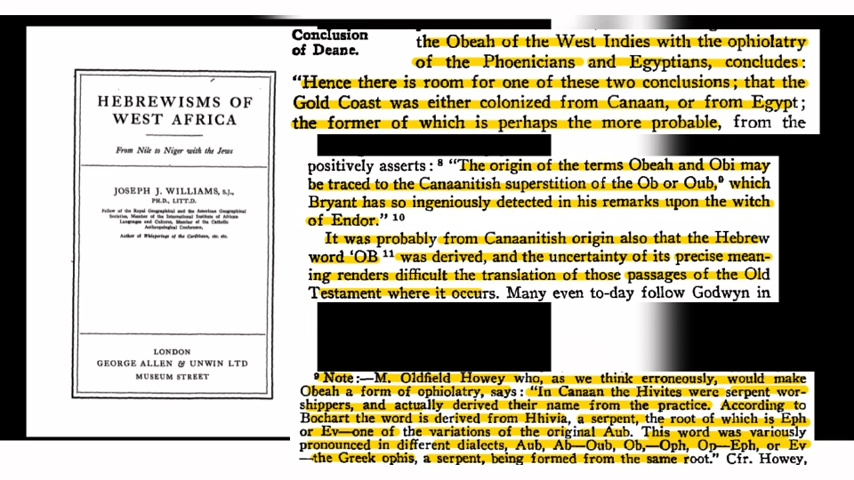 HEBREWISMS OF
WEST AFRICA
From Nile to Niger with the Jews
JOSEPH J. WILLIAMS, S.J.,
PH.D., LITT.D.
Fellow of the Royal Geographical and the American Geographical
Societies, Member of the International Institute of African
Languages and Cultures, Member of the Catholic
Anthropological Conference,
Author of Whisperings of the Caribbean, etc. etc.
LONDON
GEORGE ALLEN & UNWIN LTD
MUSEUM STREET
Conclusion
of Deane.
the Obeah of the West Indies with the ophiolatry
of the Phoenicians and Egyptians, concludes:
"Hence there is room for one of these two conclusions; that the
Gold Coast was either colonized from Canaan, or from Egypt;
the former of which is perhaps the more probable, from the
positively asserts: 8 "The origin of the terms Obeah and Obi may
be traced to the Canaanitish superstition of the Ob or Oub,9 which
Bryant has so ingeniously detected in his remarks upon the witch
of Endor." 10
It was probably from Canaanitish origin also that the Hebrew
word 'OB 11 was derived, and the uncertainty of its precise mean-
ing renders difficult the translation of those passages of the Old
Testament where it occurs. Many even to-day follow Godwyn in
9 Note:—M. Oldfield Howey who, as we think erroneously, would make
Obeah a form of ophiolatry, says: "In Canaan the Hivites were serpent wor-
shippers, and actually derived their name from the practice. According to
Bochart the word is derived from Hhivia, a serpent, the root of which is Eph
or Ev—one of the variations of the original Aub. This word was variously
pronounced in different dialects, Aub, Ab—Oub, Ob—Oph, Op—Eph, or Ev
—the Greek ophis, a serpent, being formed from the same root." Cfr. Howey,